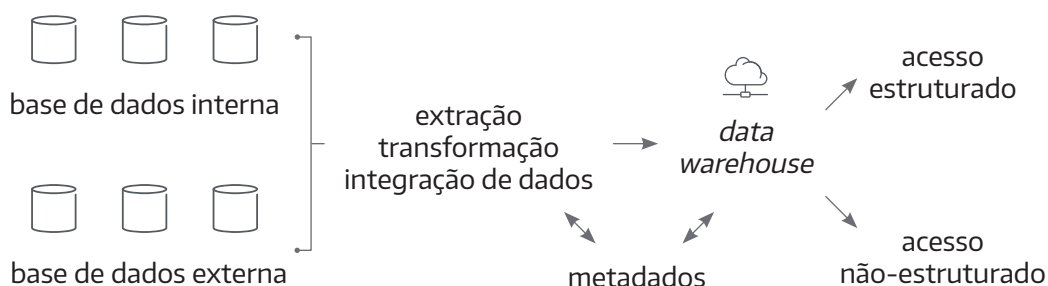 base de dados interna
base de dados externa
extração
transformação
integração de dados
metadados
data
warehouse
acesso
estruturado
acesso
não-estruturado